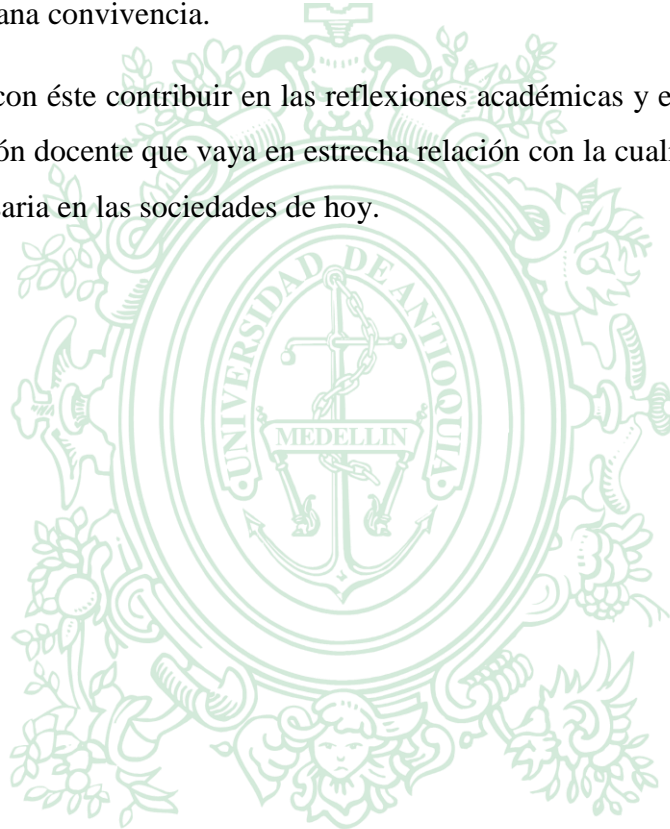 ana convivencia.
con éste contribuir en las reflexiones académicas y e
ón docente que vaya en estrecha relación con la cuali
aria en las sociedades de hoy.
UNIVERSIDAD DE ANTIOQUIA
MEDELLIN